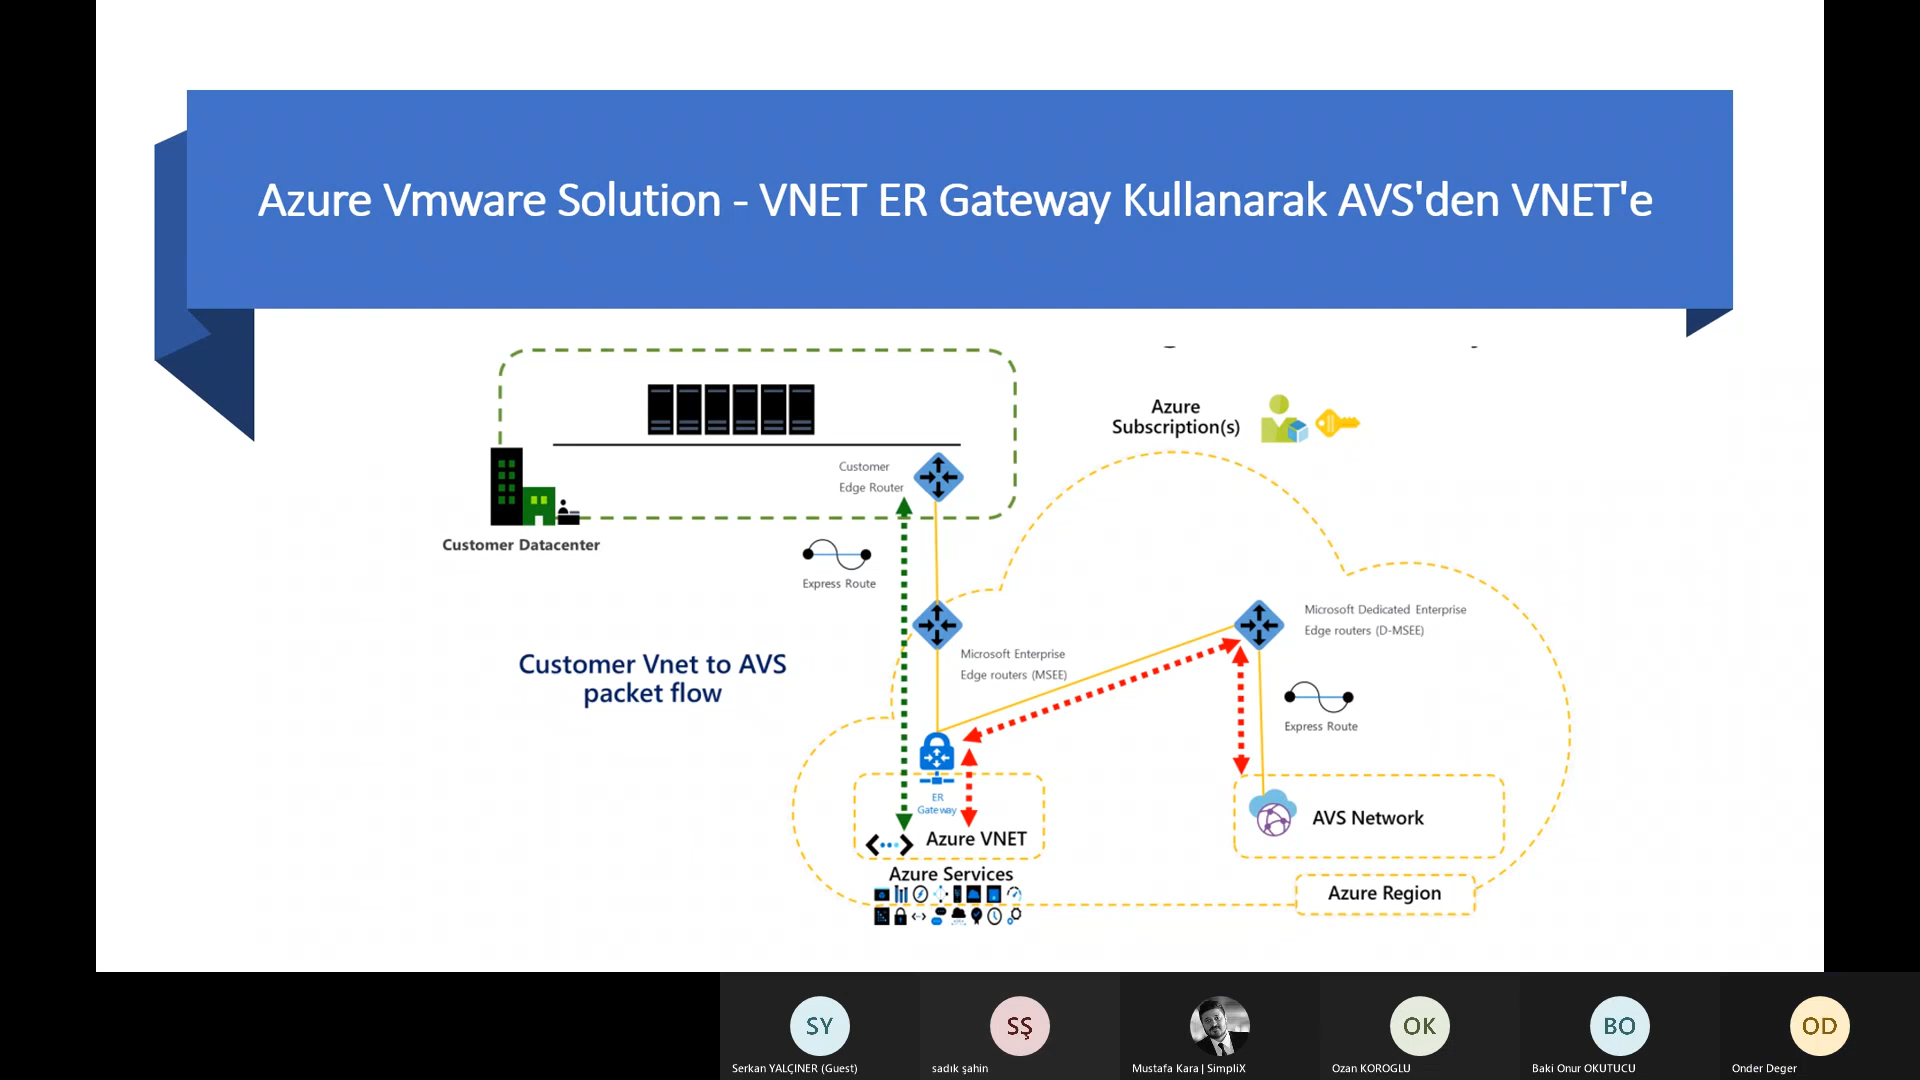 Azure Vmware Solution - VNET ER Gateway Kullanarak AVS'den VNET'e
Azure
Subscription(s)
Customer
Edge Router
Customer Datacenter
Express Route
Microsoft Dedicated Enterprise
Edge routers (D-MSEE)
Microsoft Enterprise
Edge routers (MSEE)
Customer Vnet to AVS
packet flow
Express Route
ER
Gateway
Azure VNET
AVS Network
Azure Services
Azure Region
SY
SŞ
OK
BO
OD
Serkan YALÇINER (Guest)
sadık şahin
Mustafa Kara | SimpliX
Ozan KOROGLU
Baki Onur OKUTUCU
Onder Deger